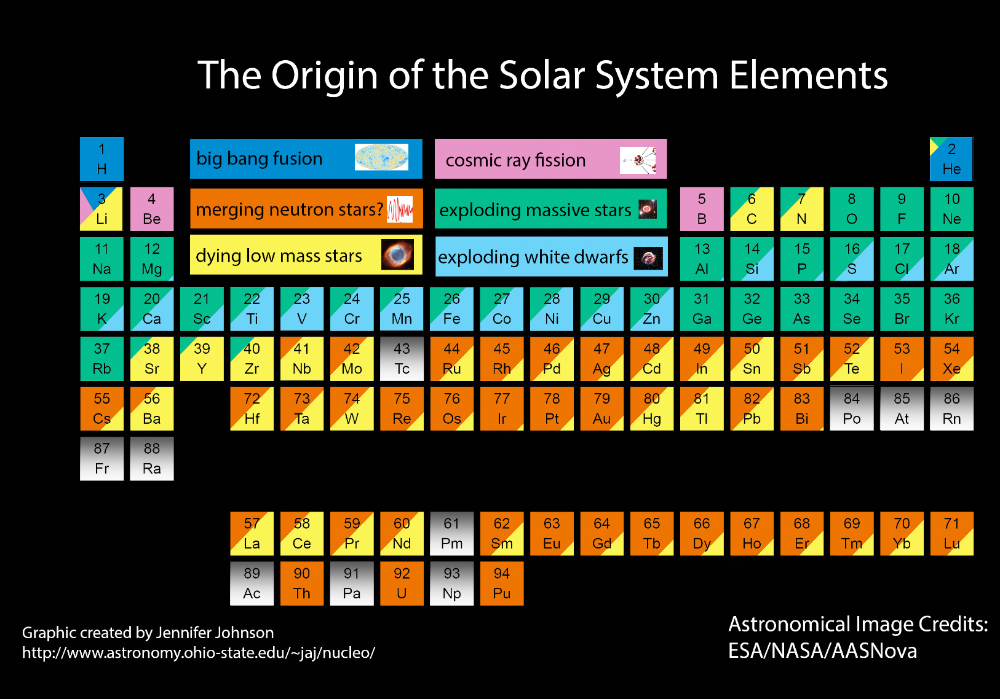 The Origin of the Solar System Elements
1 H
big bang fusion
cosmic ray fission
2 He
3 Li
4 Be
merging neutron stars?
exploding massive stars
5 B
6 C
7 N
8 O
9 F
10 Ne
11 Na
12 Mg
dying low mass stars
exploding white dwarfs
13 Al
14 Si
15 P
16 S
17 Cl
18 Ar
19 K
20 Ca
21 Sc
22 Ti
23 V
24 Cr
25 Mn
26 Fe
27 Co
28 Ni
29 Cu
30 Zn
31 Ga
32 Ge
33 As
34 Se
35 Br
36 Kr
37 Rb
38 Sr
39 Y
40 Zr
41 Nb
42 Mo
43 Tc
44 Ru
45 Rh
46 Pd
47 Ag
48 Cd
49 In
50 Sn
51 Sb
52 Te
53 I
54 Xe
55 Cs
56 Ba
72 Hf
73 Ta
74 W
75 Re
76 Os
77 Ir
78 Pt
79 Au
80 Hg
81 Tl
82 Pb
83 Bi
84 Po
85 At
86 Rn
87 Fr
88 Ra
57 La
58 Ce
59 Pr
60 Nd
61 Pm
62 Sm
63 Eu
64 Gd
65 Tb
66 Dy
67 Ho
68 Er
69 Tm
70 Yb
71 Lu
89 Ac
90 Th
91 Pa
92 U
93 Np
94 Pu
Graphic created by Jennifer Johnson
http://www.astronomy.ohio-state.edu/~jaj/nucleo/
Astronomical Image Credits:
ESA/NASA/AASNova